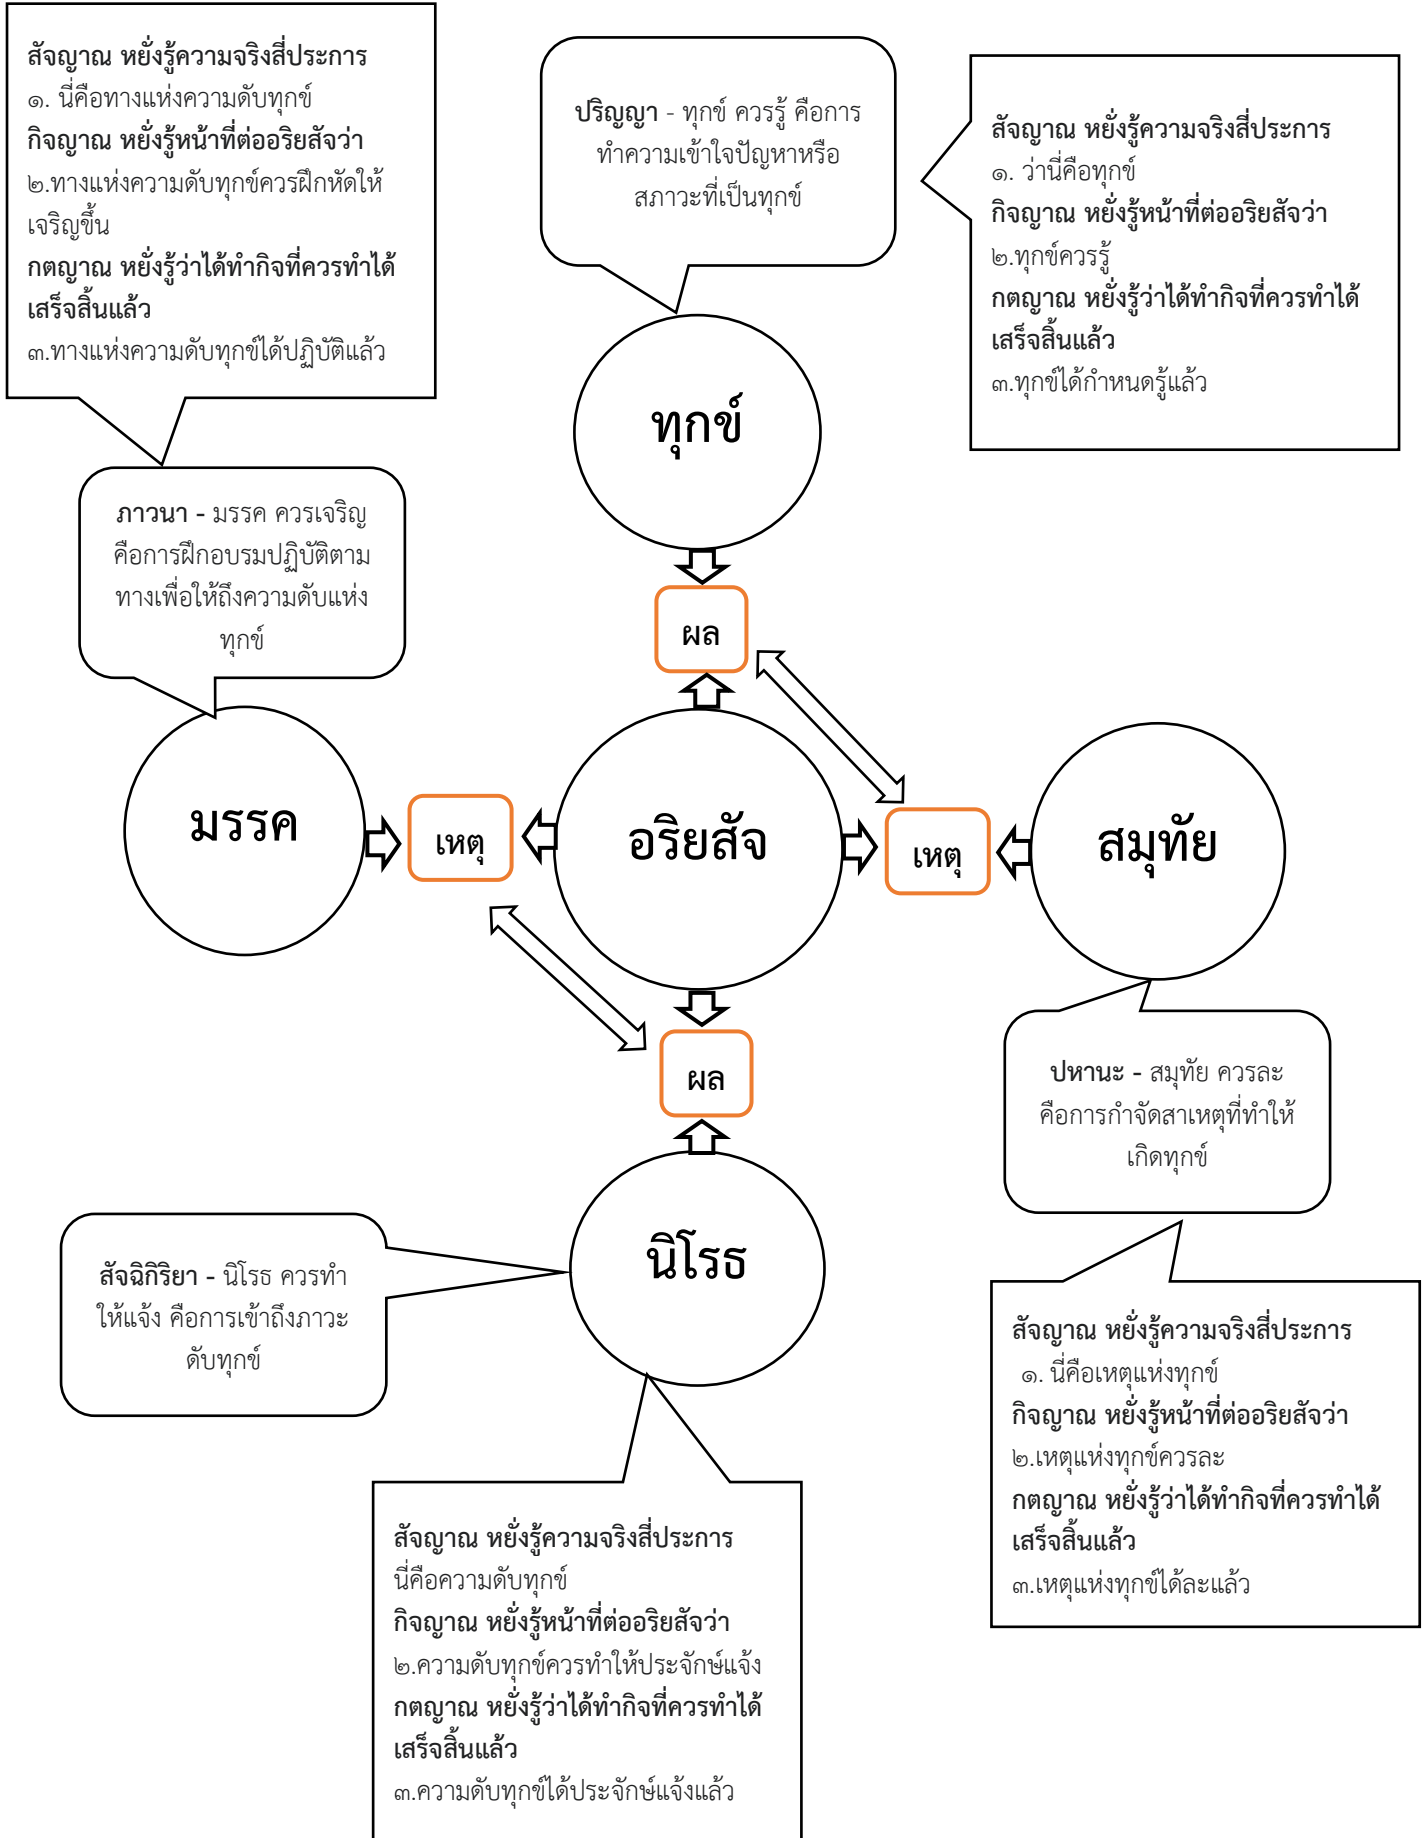 สัจญาณ หยั่งรู้ความจริงสี่ประการ
๑. นี่คือทางแห่งความดับทุกข์
กิจญาณ หยั่งรู้หน้าที่ต่ออริยสัจว่า
๒.ทางแห่งความดับทุกข์ควรฝึกหัดให้
เจริญขึ้น
กตญาณ หยั่งรู้ว่าได้ทำกิจที่ควรทำได้
เสร็จสิ้นแล้ว
๓.ทางแห่งความดับทุกข์ได้ปฏิบัติแล้ว
ปริญญา - ทุกข์ ควรรู้ คือการ
ทำความเข้าใจปัญหาหรือ
สภาวะที่เป็นทุกข์
สัจญาณ หยั่งรู้ความจริงสี่ประการ
๑. ว่านี่คือทุกข์
กิจญาณ หยั่งรู้หน้าที่ต่ออริยสัจว่า
๒.ทุกข์ควรรู้
กตญาณ หยั่งรู้ว่าได้ทำกิจที่ควรทำได้
เสร็จสิ้นแล้ว
๓.ทุกข์ได้กำหนดรู้แล้ว
ทุกข์
ภาวนา - มรรค ควรเจริญ
คือการฝึกอบรมปฏิบัติตาม
ทางเพื่อให้ถึงความดับแห่ง
ทุกข์
ผล
มรรค
เหตุ
อริยสัจ
เหตุ
สมุทัย
ผล
ปหานะ - สมุทัย ควรละ
คือการกำจัดสาเหตุที่ทำให้
เกิดทุกข์
นิโรธ
สัจฉิกิริยา - นิโรธ ควรทำ
ให้แจ้ง คือการเข้าถึงภาวะ
ดับทุกข์
สัจญาณ หยั่งรู้ความจริงสี่ประการ
๑. นี่คือเหตุแห่งทุกข์
กิจญาณ หยั่งรู้หน้าที่ต่ออริยสัจว่า
๒.เหตุแห่งทุกข์ควรละ
กตญาณ หยั่งรู้ว่าได้ทำกิจที่ควรทำได้
เสร็จสิ้นแล้ว
๓.เหตุแห่งทุกข์ได้ละแล้ว
สัจญาณ หยั่งรู้ความจริงสี่ประการ
นี่คือความดับทุกข์
กิจญาณ หยั่งรู้หน้าที่ต่ออริยสัจว่า
๒.ความดับทุกข์ควรทำให้ประจักษ์แจ้ง
กตญาณ หยั่งรู้ว่าได้ทำกิจที่ควรทำได้
เสร็จสิ้นแล้ว
๓.ความดับทุกข์ได้ประจักษ์แจ้งแล้ว